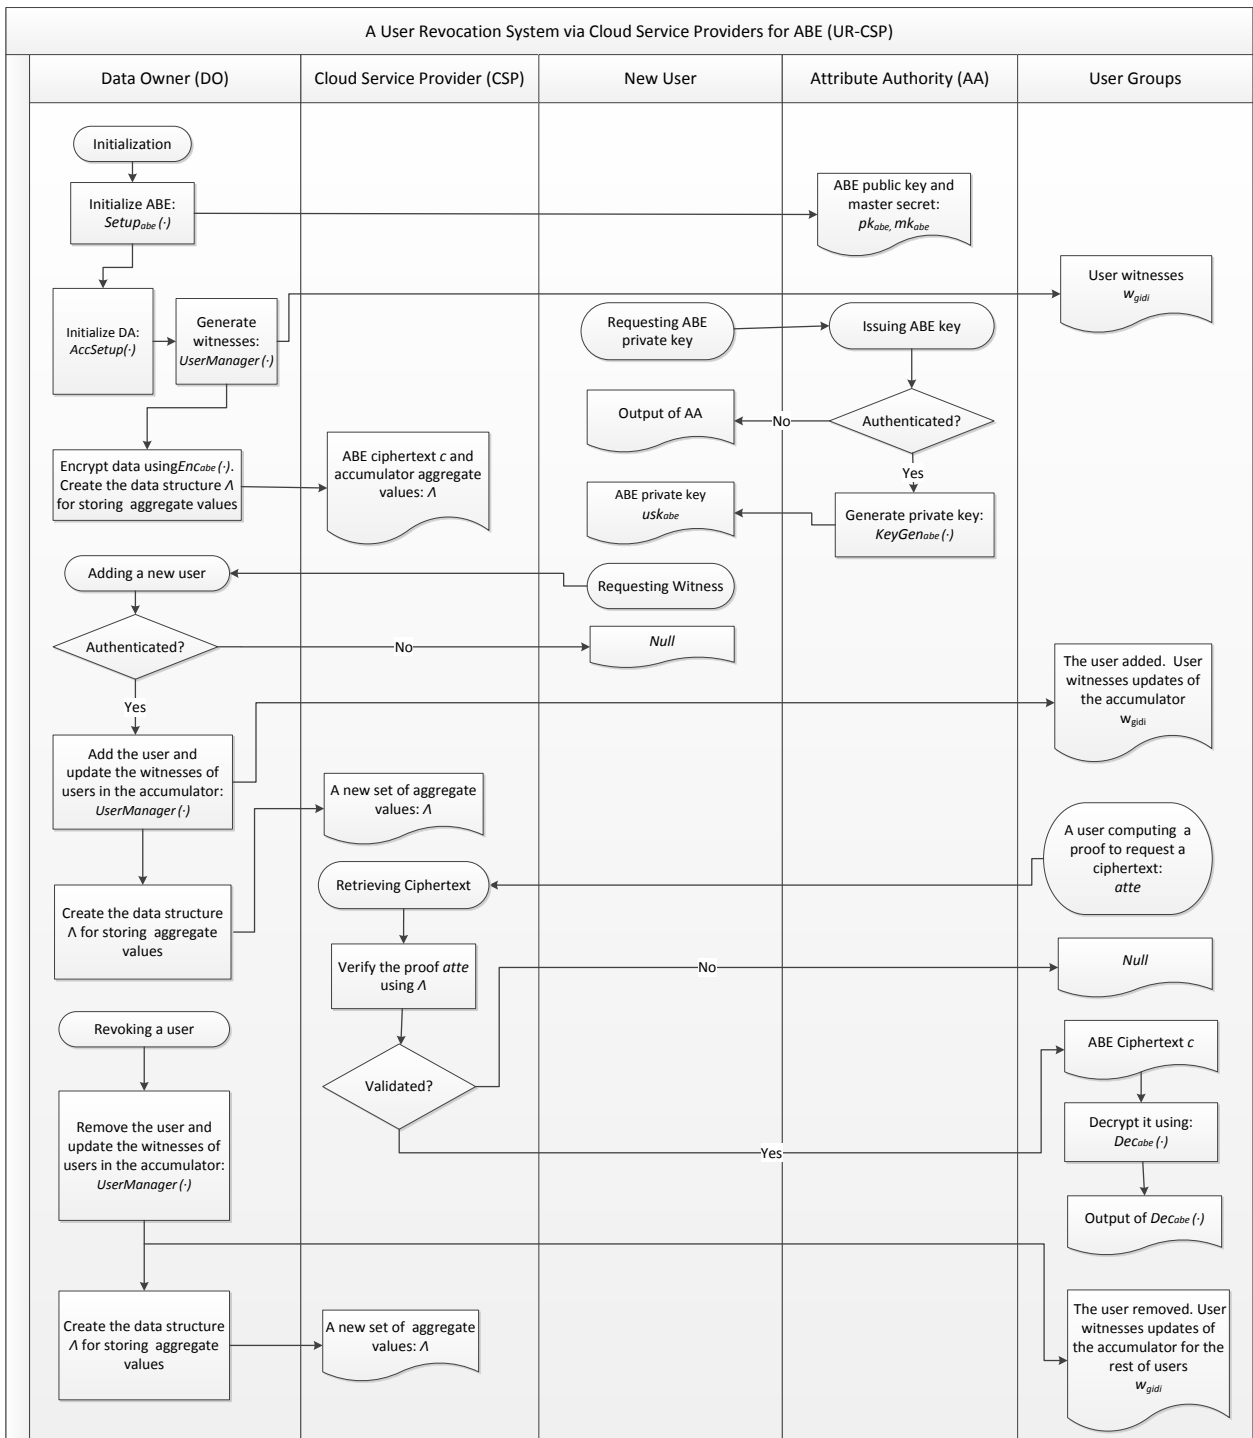 A User Revocation System via Cloud Service Providers for ABE (UR-CSP)
Data Owner (DO)
Cloud Service Provider (CSP)
New User
Attribute Authority (AA)
User Groups
Initialization
Initialize ABE:
Setupabe(·)
ABE public key and
master secret:
pkabe, mkabe
User witnesses
wgidi
Initialize DA:
AccSetup(·)
Generate
witnesses:
UserManager(·)
Requesting ABE
private key
Issuing ABE key
Output of AA
No
Authenticated?
Yes
Encrypt data usingEncabe(·).
Create the data structure Λ
for storing aggregate values
ABE ciphertext c and
accumulator aggregate
values: Λ
ABE private key
uskabe
Generate private key:
KeyGenabe(·)
Adding a new user
Requesting Witness
Authenticated?
No
Null
Yes
The user added. User
witnesses updates of
the accumulator
wgidi
Add the user and
update the witnesses of
users in the accumulator:
UserManager(·)
A new set of aggregate
values: Λ
A user computing a
proof to request a
ciphertext:
atte
Retrieving Ciphertext
Create the data structure
Λ for storing aggregate
values
Verify the proof atte
using Λ
No
Null
Revoking a user
Validated?
ABE Ciphertext c
Remove the user and
update the witnesses of
users in the accumulator:
UserManager(·)
Yes
Decrypt it using:
Decabe(·)
Output of Decabe(·)
Create the data structure
Λ for storing aggregate
values
A new set of aggregate
values: Λ
The user removed. User
witnesses updates of
the accumulator for the
rest of users
wgidi